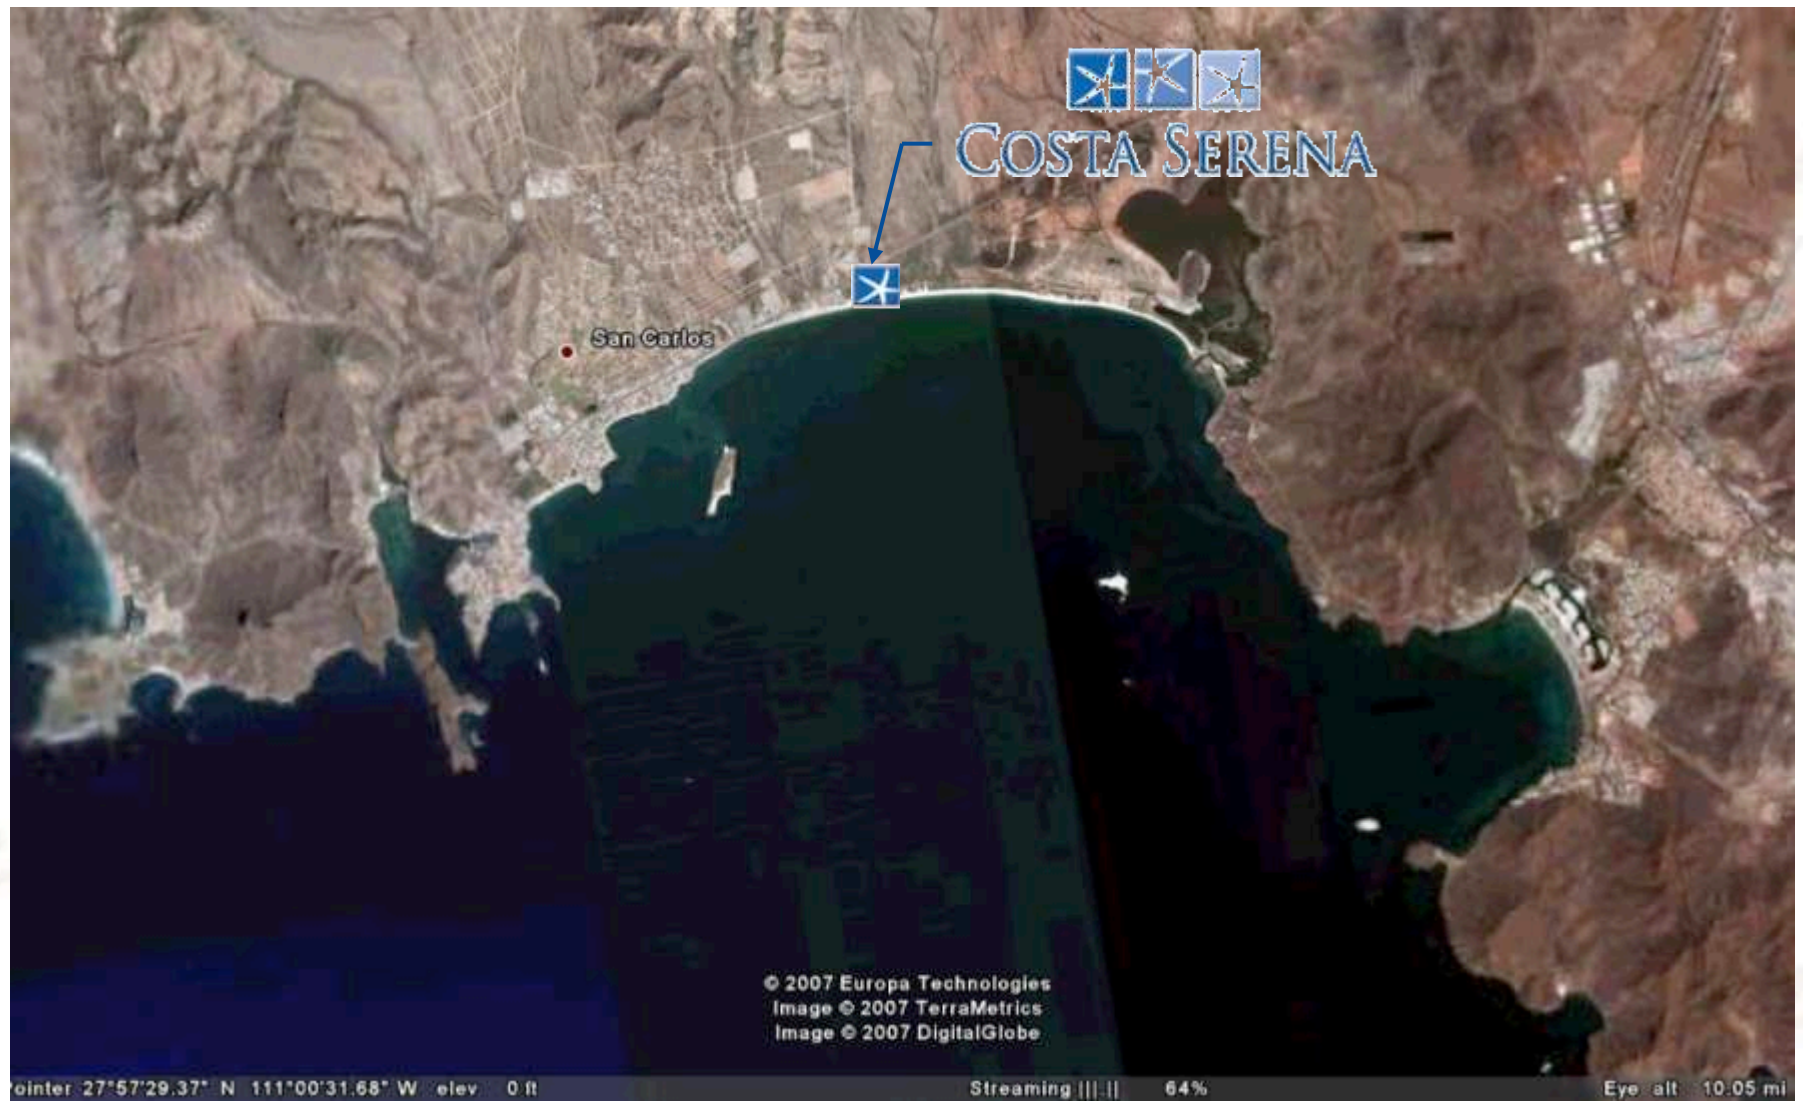 COSTA SERENA
San Carlos
© 2007 Europa Technologies
Image © 2007 TerraMetrics
Image © 2007 DigitalGlobe
ointer 27°57'29.37" N 111°00'31.68" W elev 0 ft
Streaming |||.|| 64%
Eye alt 10.05 mi